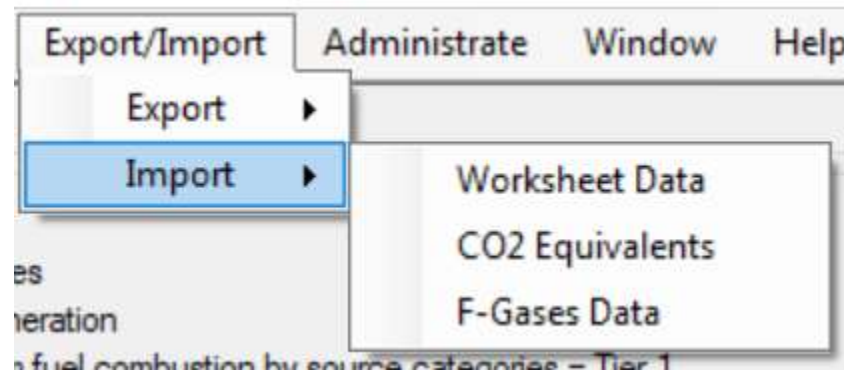 Export/Import Administrate Window Help
Export
Import
Worksheet Data
CO2 Equivalents
F-Gases Data
es
neration
fuel combustion by source categories – Tier 1